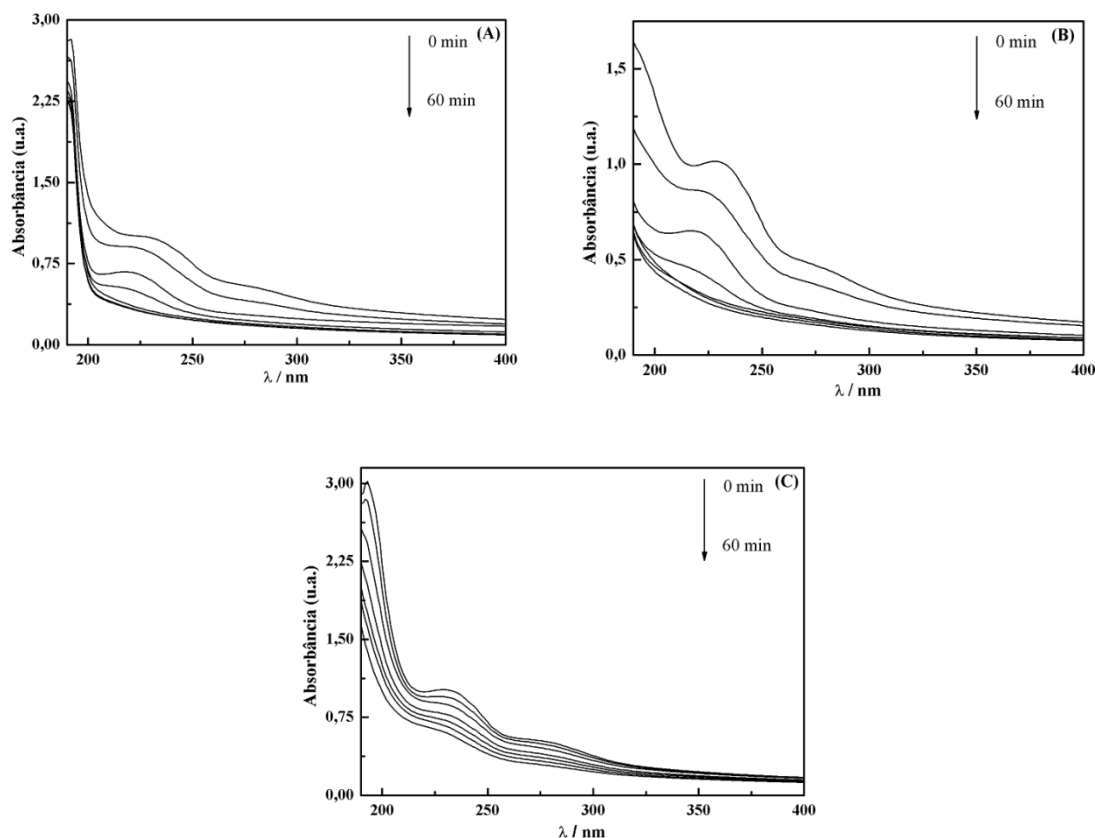 (A)
0 min
60 min
3,00
2,25
1,50
0,75
0,00
Absorbância (u.a.)
200 250 300 350 400
λ / nm
(B)
0 min
60 min
1,5
1,0
0,5
0,0
Absorbância (u.a.)
200 250 300 350 400
λ / nm
(C)
0 min
60 min
3,00
2,25
1,50
0,75
0,00
Absorbância (u.a.)
200 250 300 350 400
λ / nm